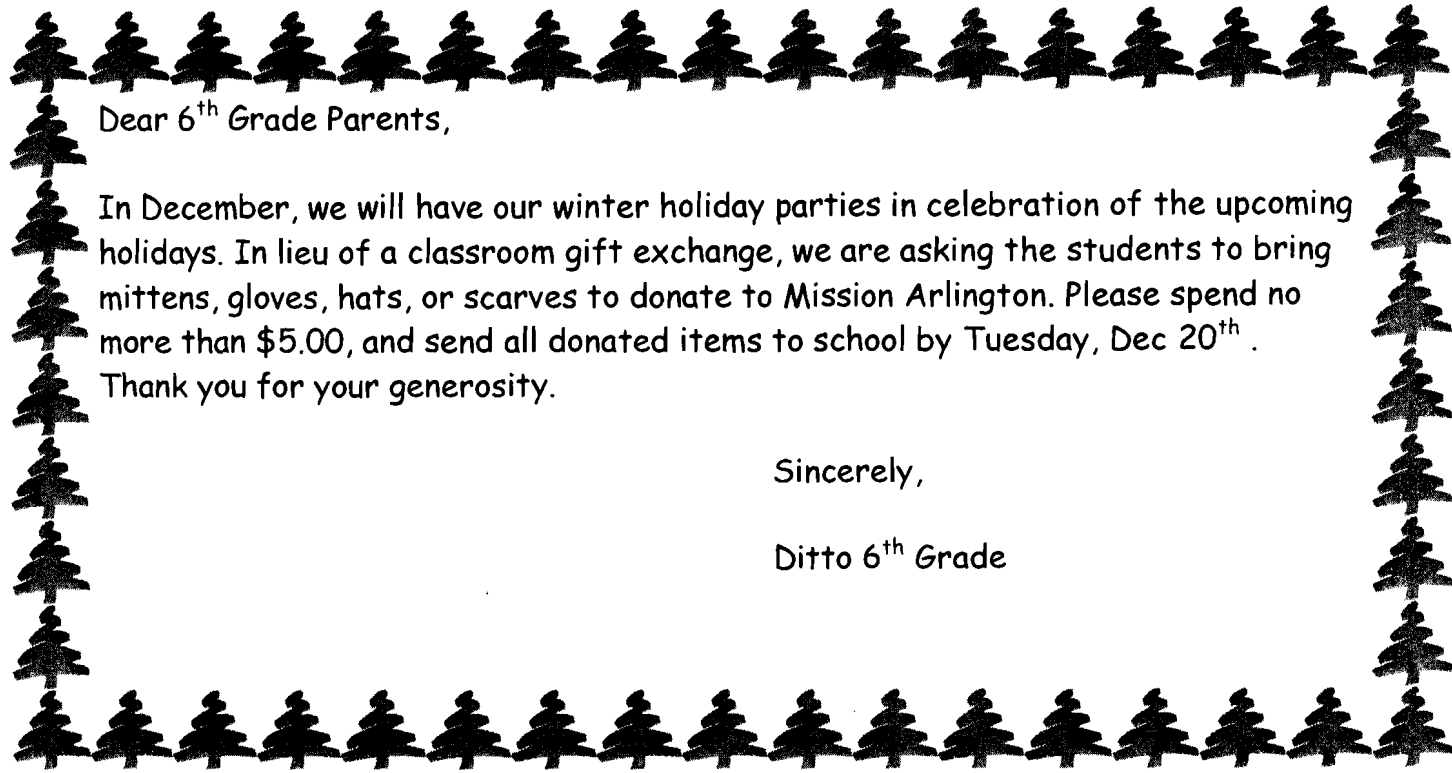 Dear 6th Grade Parents,
In December, we will have our winter holiday parties in celebration of the upcoming
holidays. In lieu of a classroom gift exchange, we are asking the students to bring
mittens, gloves, hats, or scarves to donate to Mission Arlington. Please spend no
more than $5.00, and send all donated items to school by Tuesday, Dec 20th .
Thank you for your generosity.
Sincerely,
Ditto 6th Grade